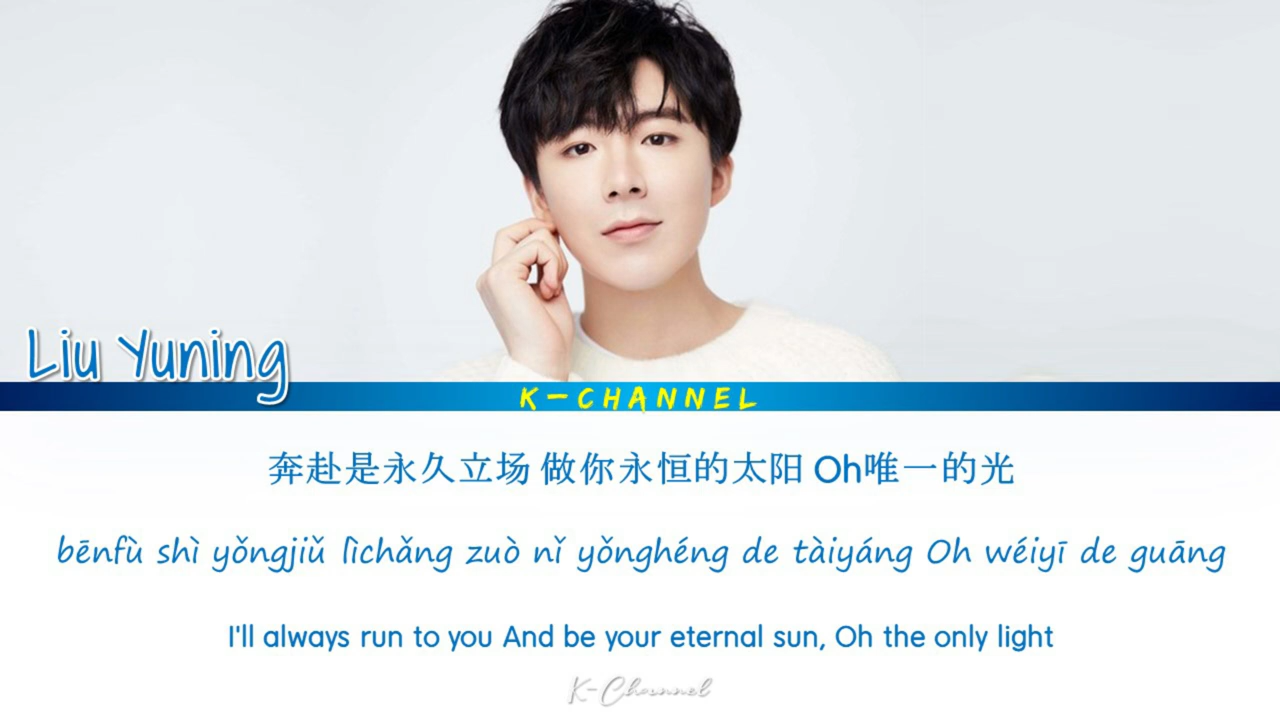 Liu Yuning
K-CHANNEL
奔赴是永久立场 做你永恒的太阳 Oh唯一的光
bēnfù shì yǒngjiǔ lìchǎng zuò nǐ yǒnghéng de tàiyáng Oh wéiyī de guāng
I'll always run to you And be your eternal sun, Oh the only light
K-Channel